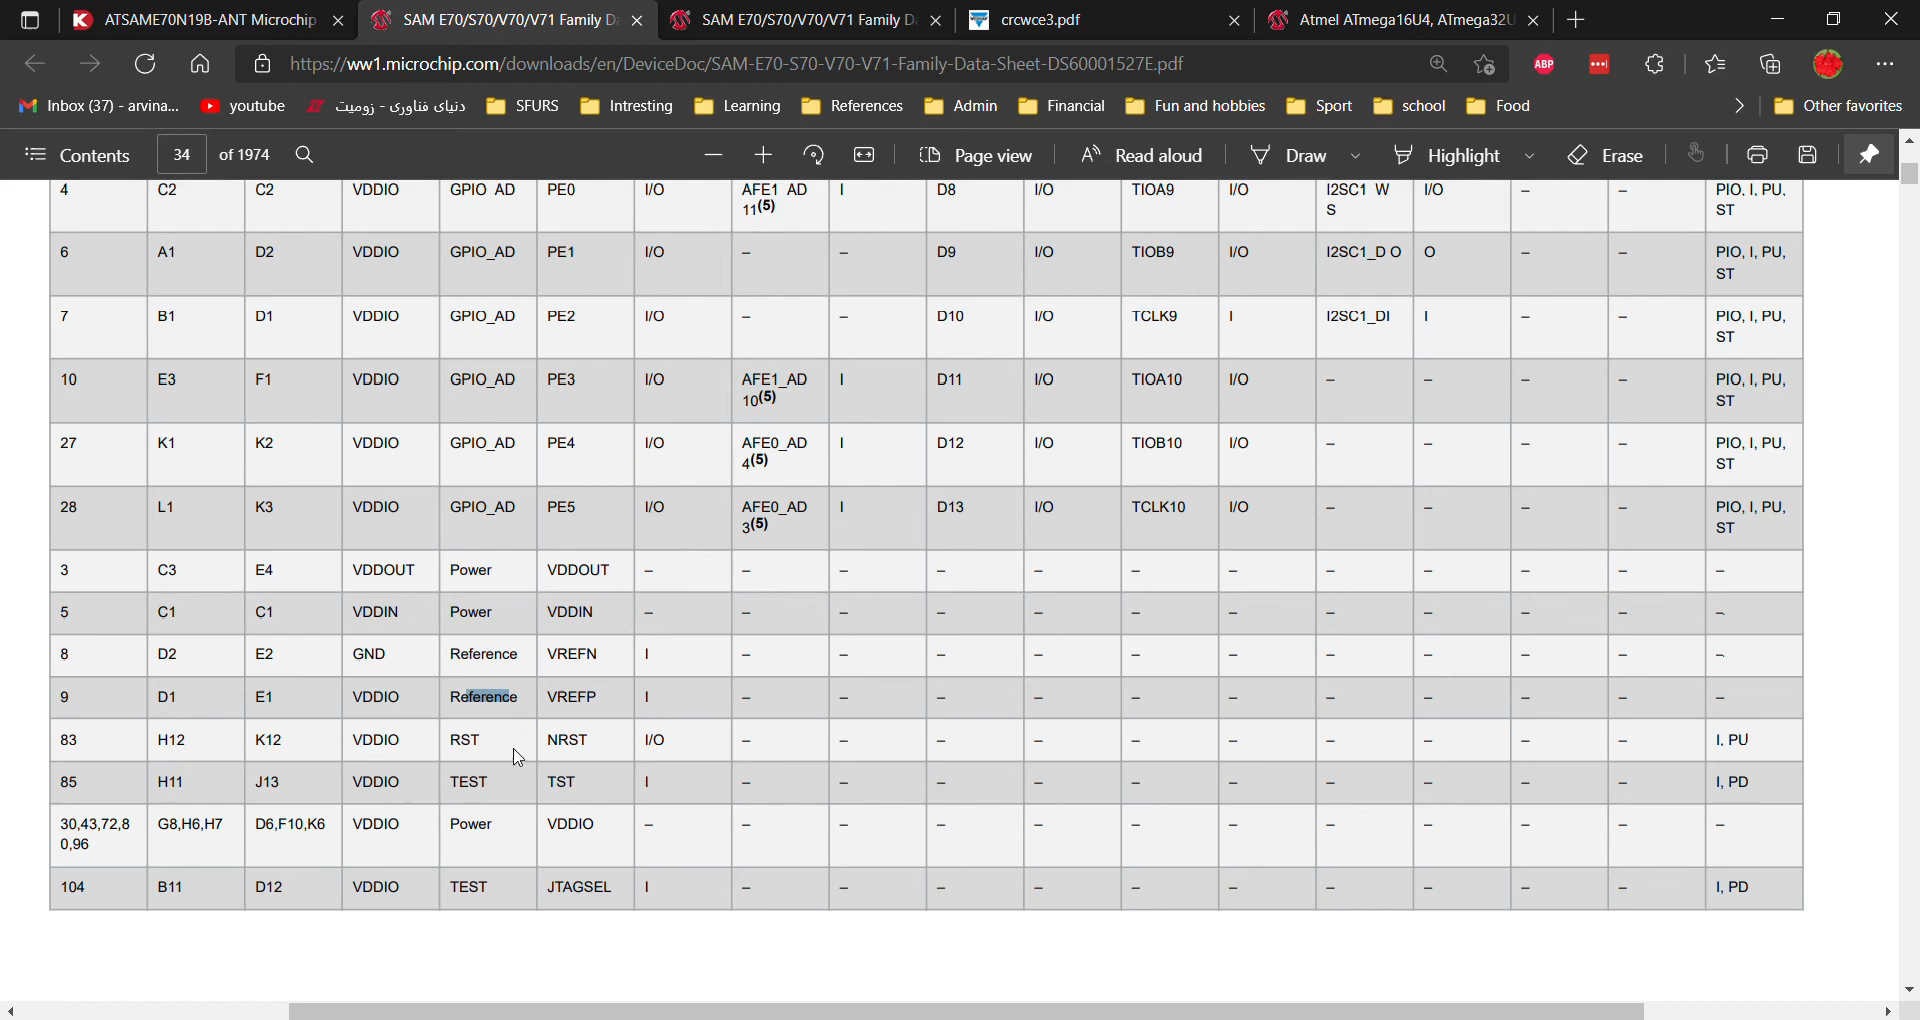 ATSAME70N19B-ANT Microchip
SAM E70/S70/V70/V71 Family D
SAM E70/S70/V70/V71 Family D
crcwce3.pdf
Atmel ATmega16U4, ATmega32U
https://ww1.microchip.com/downloads/en/DeviceDoc/SAM-E70-S70-V70-V71-Family-Data-Sheet-DS60001527E.pdf
ABP
Inbox (37) - arvina... youtube دنیای فناوری - زومیت SFURS Intresting Learning References Admin Financial Fun and hobbies Sport school Food Other favorites
Contents 34 of 1974 Page view Read aloud Draw Highlight Erase
4 C2 C2 VDDIO GPIO_AD PE0 I/O AFE1_AD I D8 I/O TIOA9 I/O I2SC1_W I/O – – PIO, I, PU,
11(5) S ST
6 A1 D2 VDDIO GPIO_AD PE1 I/O – – D9 I/O TIOB9 I/O I2SC1_D O O – – PIO, I, PU,
ST
7 B1 D1 VDDIO GPIO_AD PE2 I/O – – D10 I/O TCLK9 I I2SC1_DI I – – PIO, I, PU,
ST
10 E3 F1 VDDIO GPIO_AD PE3 I/O AFE1_AD I D11 I/O TIOA10 I/O – – – – PIO, I, PU,
10(5) ST
27 K1 K2 VDDIO GPIO_AD PE4 I/O AFE0_AD I D12 I/O TIOB10 I/O – – – – PIO, I, PU,
4(5) ST
28 L1 K3 VDDIO GPIO_AD PE5 I/O AFE0_AD I D13 I/O TCLK10 I/O – – – – PIO, I, PU,
3(5) ST
3 C3 E4 VDDOUT Power VDDOUT – – – – – – – – – – – –
5 C1 C1 VDDIN Power VDDIN – – – – – – – – – – – –
8 D2 E2 GND Reference VREFN I – – – – – – – – – – –
9 D1 E1 VDDIO Reference VREFP I – – – – – – – – – – –
83 H12 K12 VDDIO RST NRST I/O – – – – – – – – – – I, PU
85 H11 J13 VDDIO TEST TST I – – – – – – – – – – I, PD
30,43,72,8 G8,H6,H7 D6,F10,K6 VDDIO Power VDDIO – – – – – – – – – – – –
0,96
104 B11 D12 VDDIO TEST JTAGSEL I – – – – – – – – – – I, PD